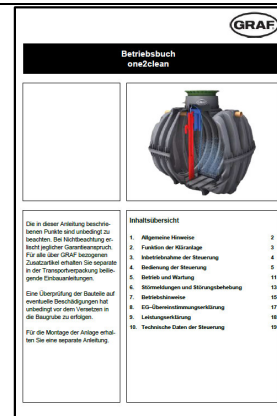 GRAF
Betriebsbuch
one2clean
Die in dieser Anleitung beschrie-
benen Punkte sind unbedingt zu
beachten. Bei Nichtbeachtung er-
lischt jeglicher Garantieanspruch.
Für alle über GRAF bezogenen
Zusatzartikel erhalten Sie separate
in der Transportverpackung beilie-
gende Einbauanleitungen.
Eine Überprüfung der Bauteile auf
eventuelle Beschädigungen hat
unbedingt vor dem Versetzen in
die Baugrube zu erfolgen.
Für die Montage der Anlage erhal-
ten Sie eine separate Anleitung.
Inhaltsübersicht
1. Allgemeine Hinweise 2
2. Funktion der Kläranlage 3
3. Inbetriebnahme der Steuerung 4
4. Bedienung der Steuerung 5
5. Betrieb und Wartung 11
6. Störmeldungen und Störungsbehebung 13
7. Betriebshinweise 15
8. EG-Übereinstimmungserklärung 17
9. Leistungserklärung 18
10. Technische Daten der Steuerung 19